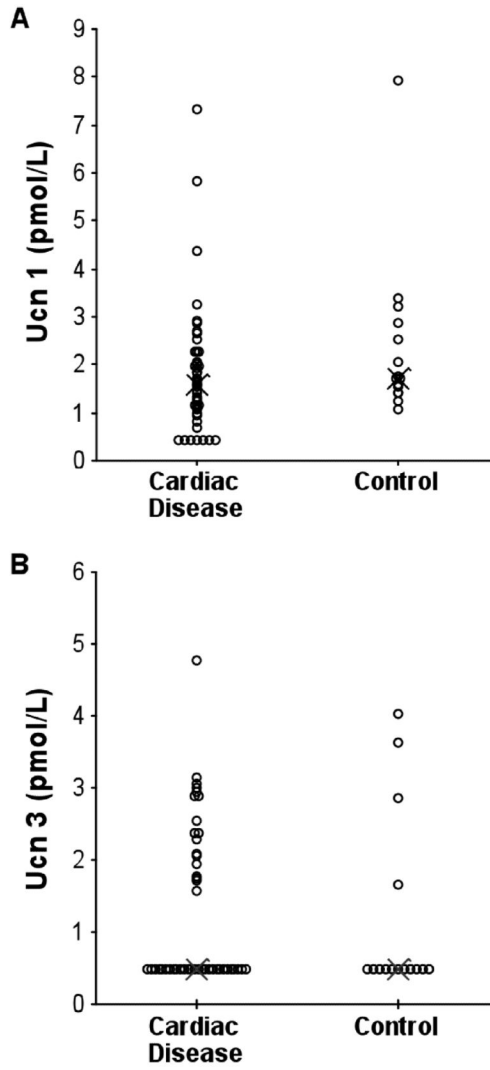 A
9
8
7
6
5
4
3
2
1
0
Ucn 1 (pmol/L)
Cardiac Control
Disease
B
6
5
4
3
2
1
0
Ucn 3 (pmol/L)
Cardiac Control
Disease